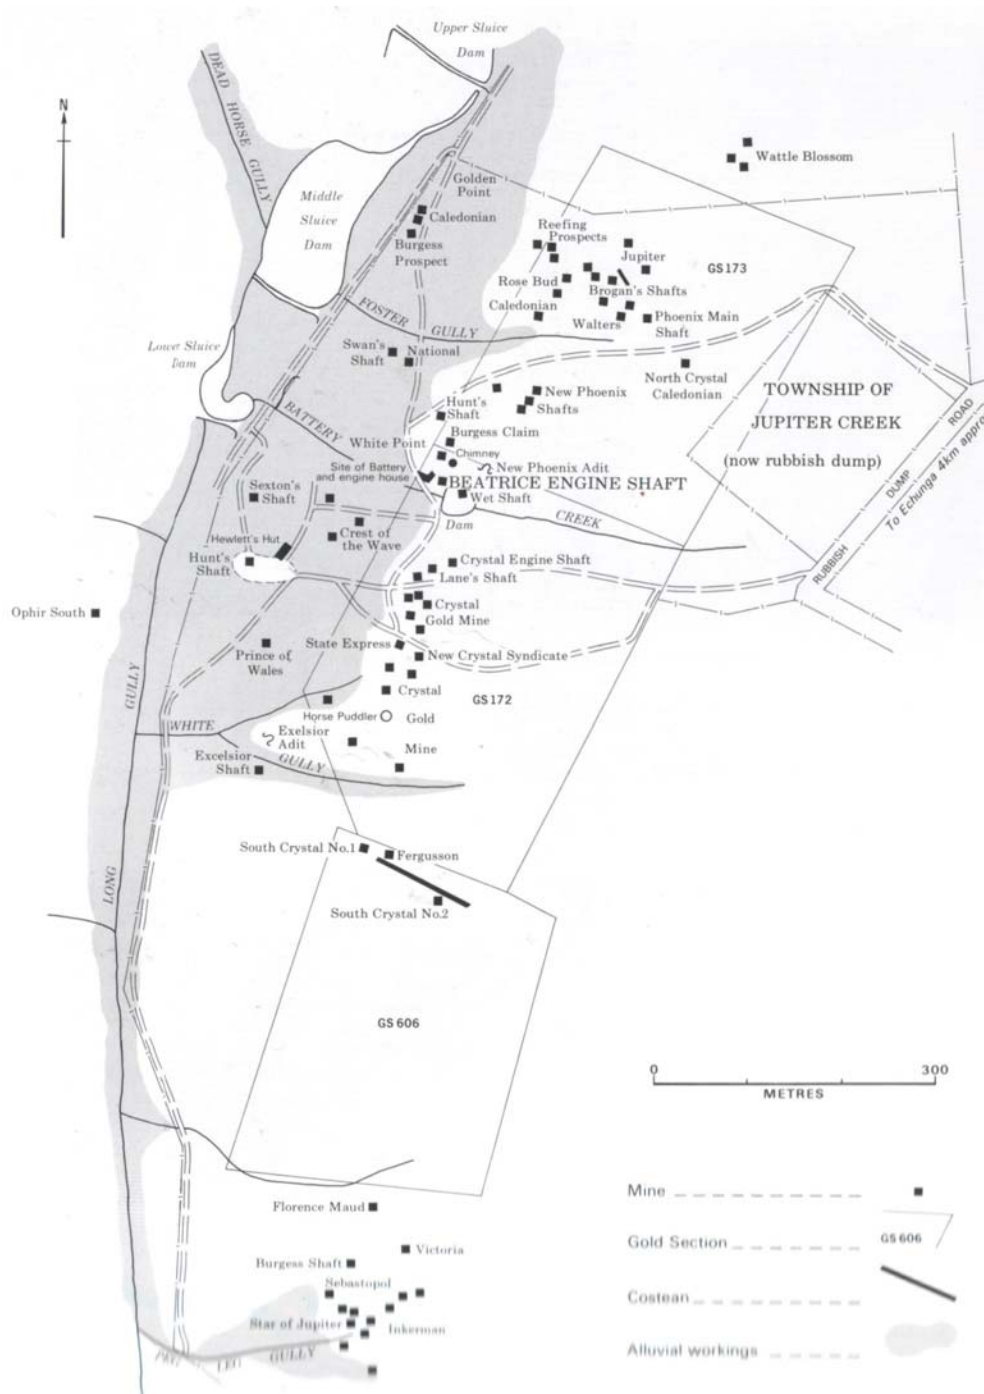 Upper Sluice
Dam
DEAD HORSE GULLY
N
Wattle Blossom
Golden
Point
Middle
Sluice
Dam
Caledonian
Burgess
Prospect
Reefing
Prospects
Jupiter
GS173
Rose Bud
Brogan's Shafts
Caledonian
Walters
Phoenix Main
Shaft
FOSTER GULLY
Lower Sluice
Dam
Swan's
Shaft
National
North Crystal
Caledonian
TOWNSHIP OF
JUPITER CREEK
(now rubbish dump)
New Phoenix
Shafts
Hunt's
Shaft
BATTERY
White Point
Burgess Claim
Chimney
Site of Battery
and engine house
New Phoenix Adit
BEATRICE ENGINE SHAFT
Wet Shaft
Dam
CREEK
RUBBISH DUMP ROAD
To Echunga 4km appro
Sexton's
Shaft
Hewlett's Hut
Crest of
the Wave
Hunt's
Shaft
Crystal Engine Shaft
Lane's Shaft
Crystal
Gold Mine
Ophir South
State Express
Prince of
Wales
New Crystal Syndicate
Crystal
GS172
Horse Puddler
Gold
WHITE
Exelsior
Adit
Mine
GULLY
Excelsior
Shaft
LONG GULLY
South Crystal No.1
Fergusson
South Crystal No.2
GS 606
0 300
METRES
Mine
Gold Section GS 606
Costean
Alluvial workings
Florence Maud
Victoria
Burgess Shaft
Sebastopol
Star of Jupiter
Inkerman
LEG GULLY